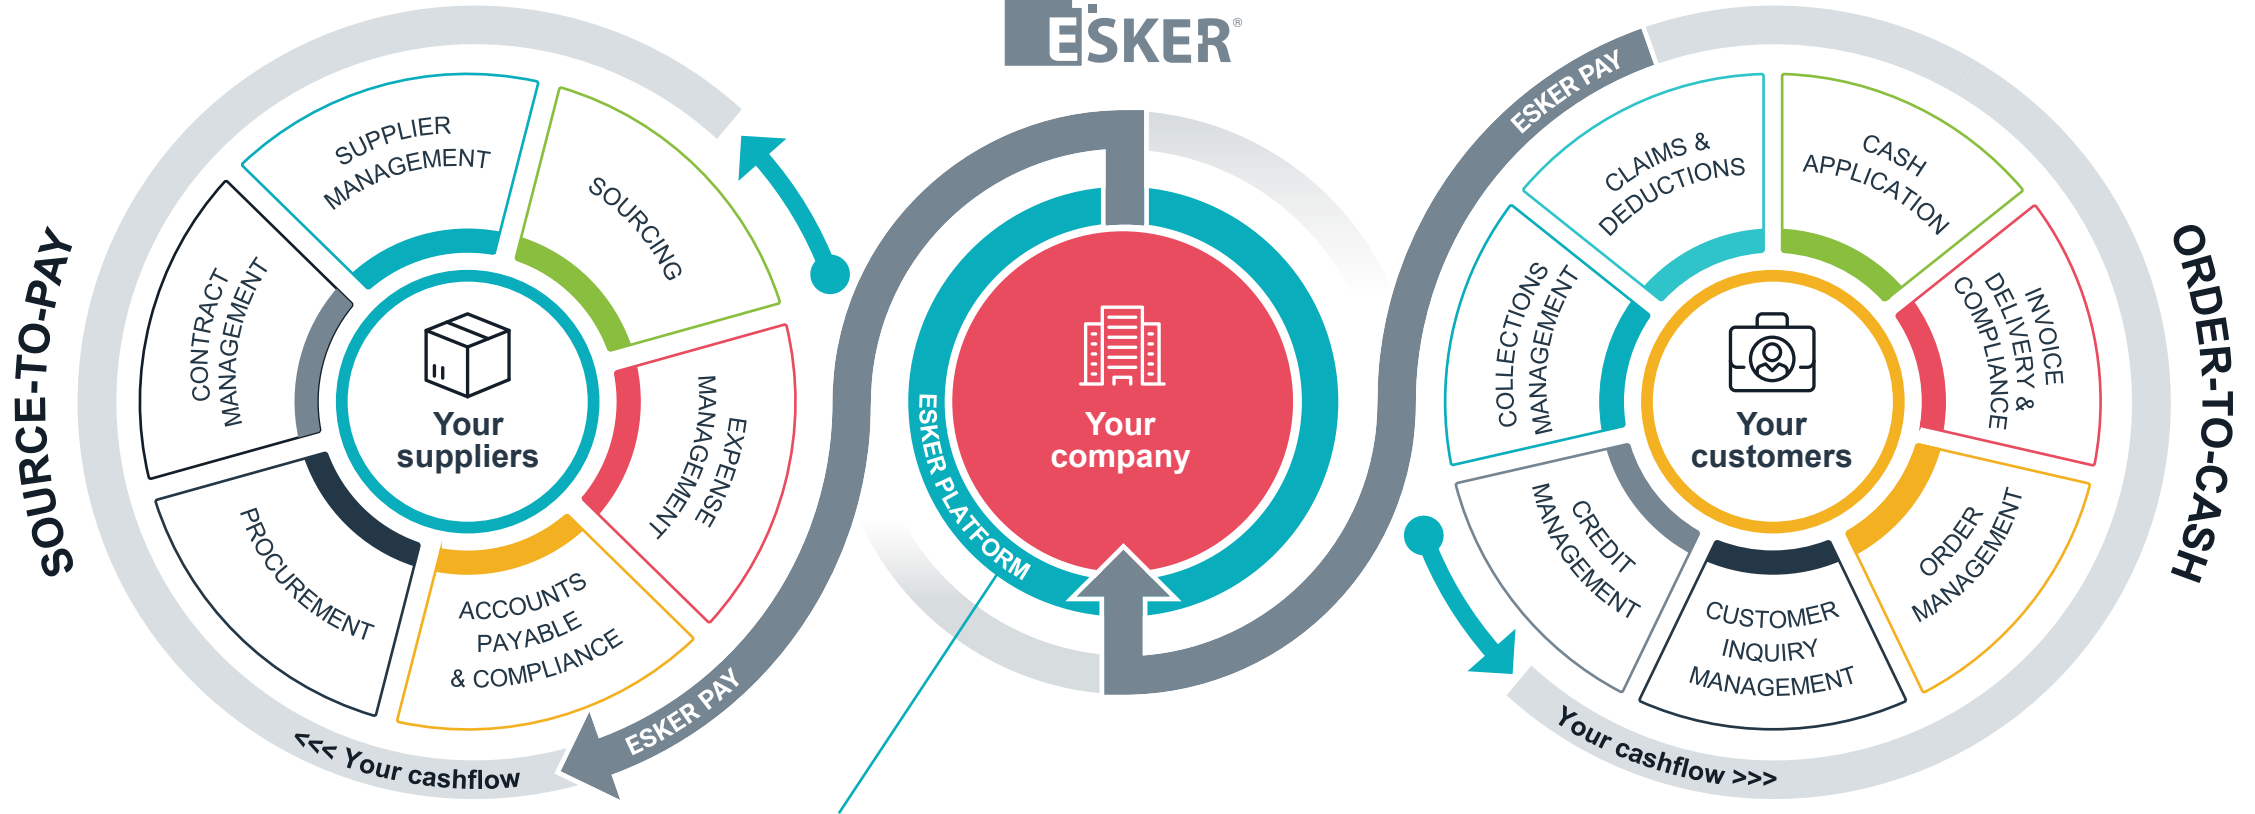 ESKER®
SOURCE-TO-PAY
SUPPLIER
MANAGEMENT
SOURCING
CONTRACT
MANAGEMENT
EXPENSE
MANAGEMENT
PROCUREMENT
ACCOUNTS
PAYABLE
& COMPLIANCE
Your
suppliers
<<< Your cashflow
ESKER PAY
ESKER PLATFORM
Your
company
ESKER PAY
CLAIMS &
DEDUCTIONS
CASH
APPLICATION
COLLECTIONS
MANAGEMENT
INVOICE
DELIVERY &
COMPLIANCE
CREDIT
MANAGEMENT
ORDER
MANAGEMENT
CUSTOMER
INQUIRY
MANAGEMENT
Your
customers
Your cashflow >>>
ORDER-TO-CASH